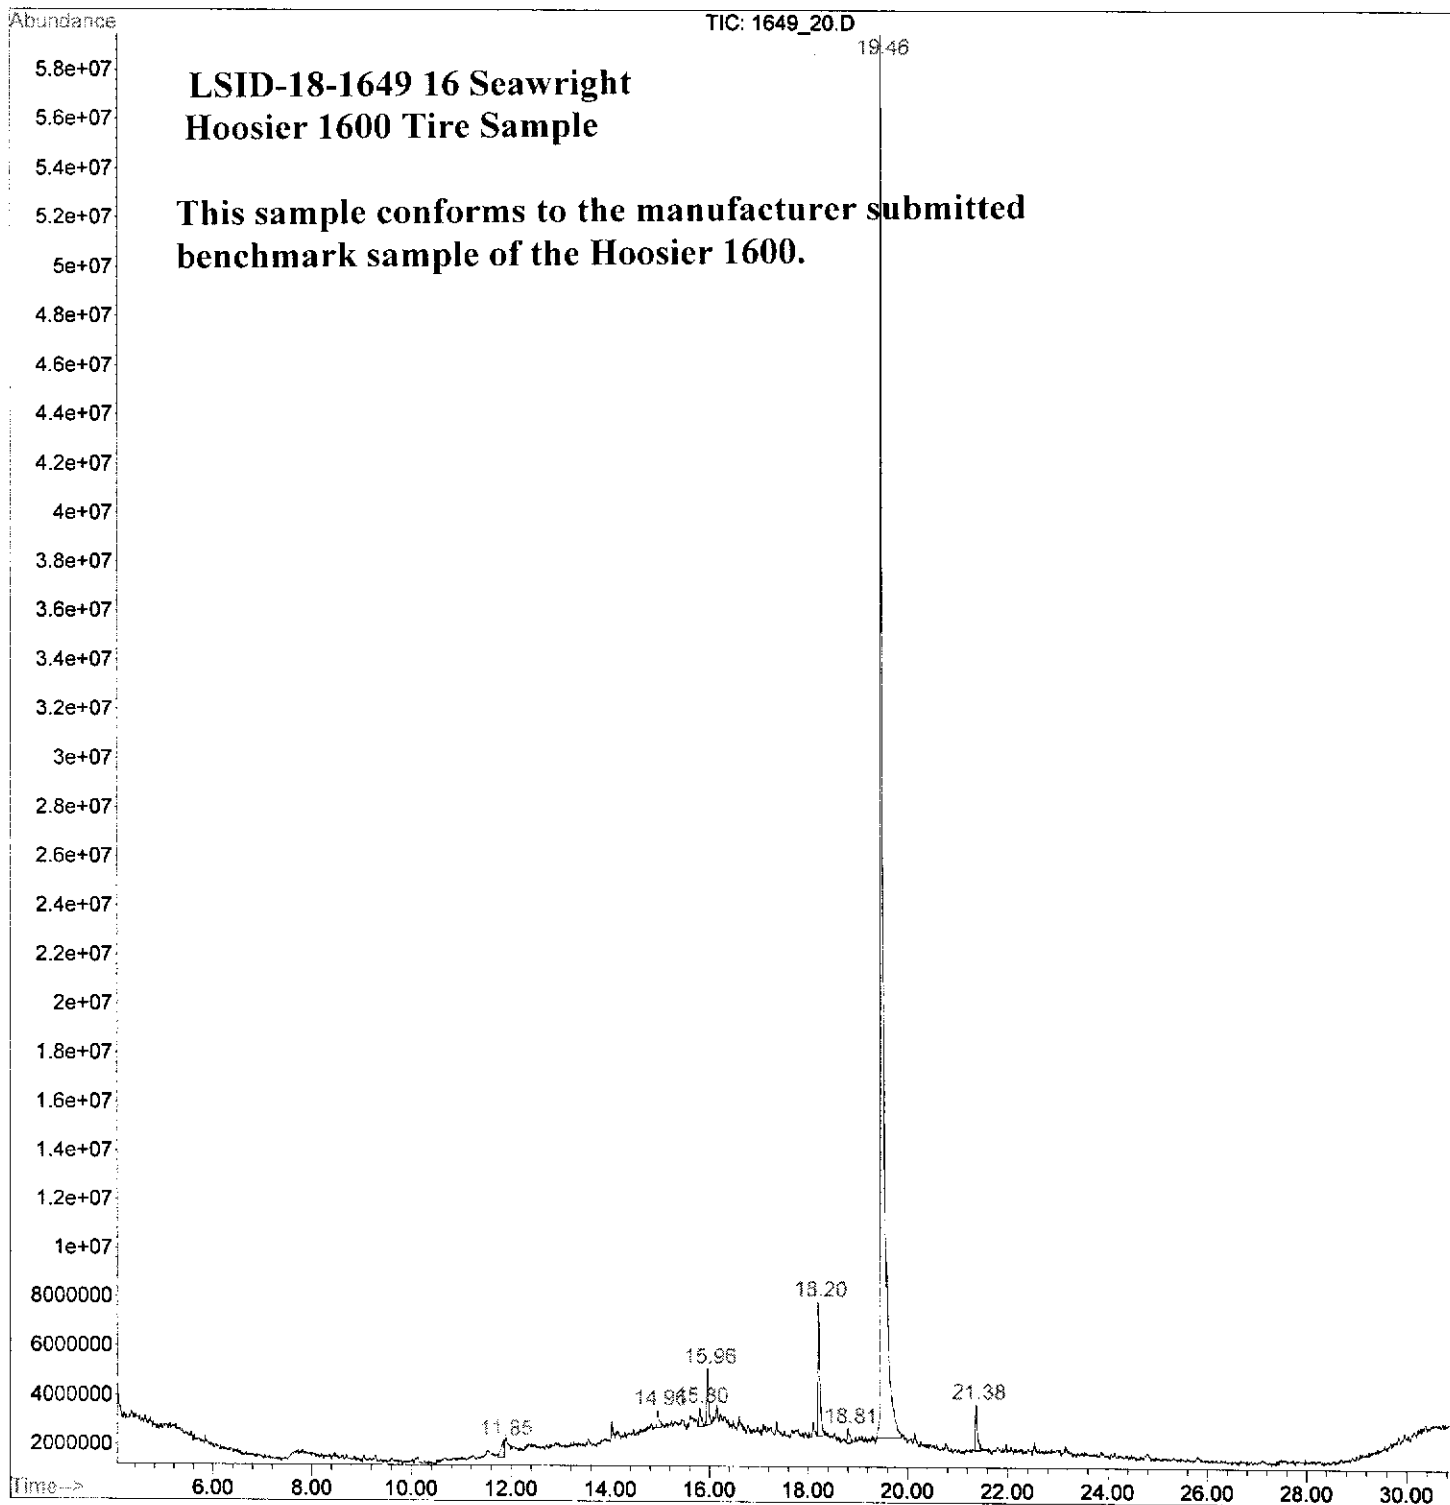 Abundance
TIC: 1649_20.D
19.46
5.8e+07
LSID-18-1649 16 Seawright
5.6e+07
Hoosier 1600 Tire Sample
5.4e+07
5.2e+07
This sample conforms to the manufacturer submitted
5e+07
benchmark sample of the Hoosier 1600.
4.8e+07
4.6e+07
4.4e+07
4.2e+07
4e+07
3.8e+07
3.6e+07
3.4e+07
3.2e+07
3e+07
2.8e+07
2.6e+07
2.4e+07
2.2e+07
2e+07
1.8e+07
1.6e+07
1.4e+07
1.2e+07
1e+07
8000000
18.20
6000000
15.96
4000000
14.96 15.80
21.38
18.81
11.85
2000000
Time-->
6.00 8.00 10.00 12.00 14.00 16.00 18.00 20.00 22.00 24.00 26.00 28.00 30.00